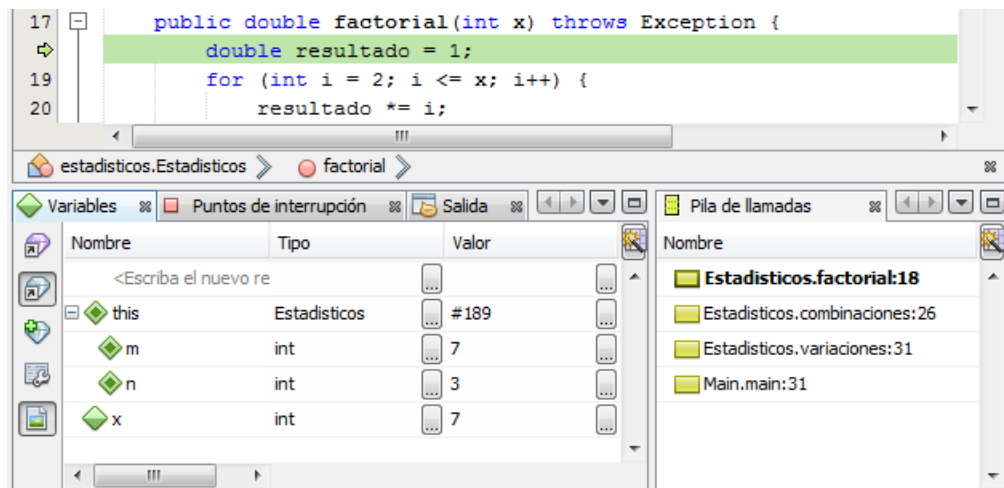 17 public double factorial(int x) throws Exception {
double resultado = 1;
19 for (int i = 2; i <= x; i++) {
20 resultado *= i;
estadisticos.Estadisticos factorial
Variables Puntos de interrupción Salida
Nombre Tipo Valor
<Escriba el nuevo re
this Estadisticos #189
m int 7
n int 3
x int 7
Pila de llamadas
Nombre
Estadisticos.factorial:18
Estadisticos.combinaciones:26
Estadisticos.variaciones:31
Main.main:31